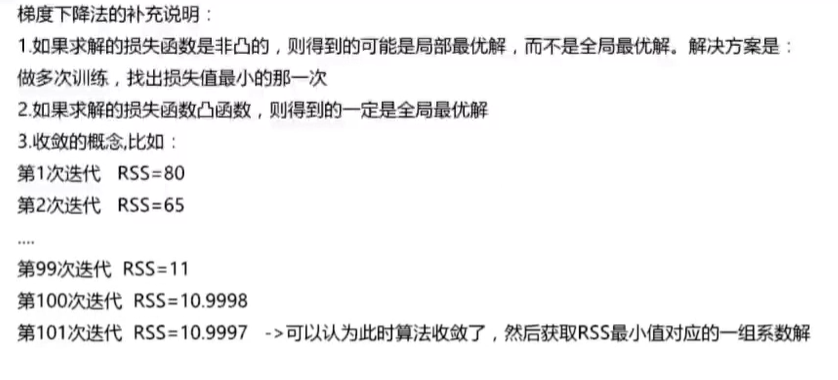 梯度下降法的补充说明：
1.如果求解的损失函数是非凸的，则得到的可能是局部最优解，而不是全局最优解。解决方案是：
做多次训练，找出损失值最小的那一次
2.如果求解的损失函数凸函数，则得到的一定是全局最优解
3.收敛的概念,比如：
第1次迭代 RSS=80
第2次迭代 RSS=65
....
第99次迭代 RSS=11
第100次迭代 RSS=10.9998
第101次迭代 RSS=10.9997 ->可以认为此时算法收敛了，然后获取RSS最小值对应的一组系数解